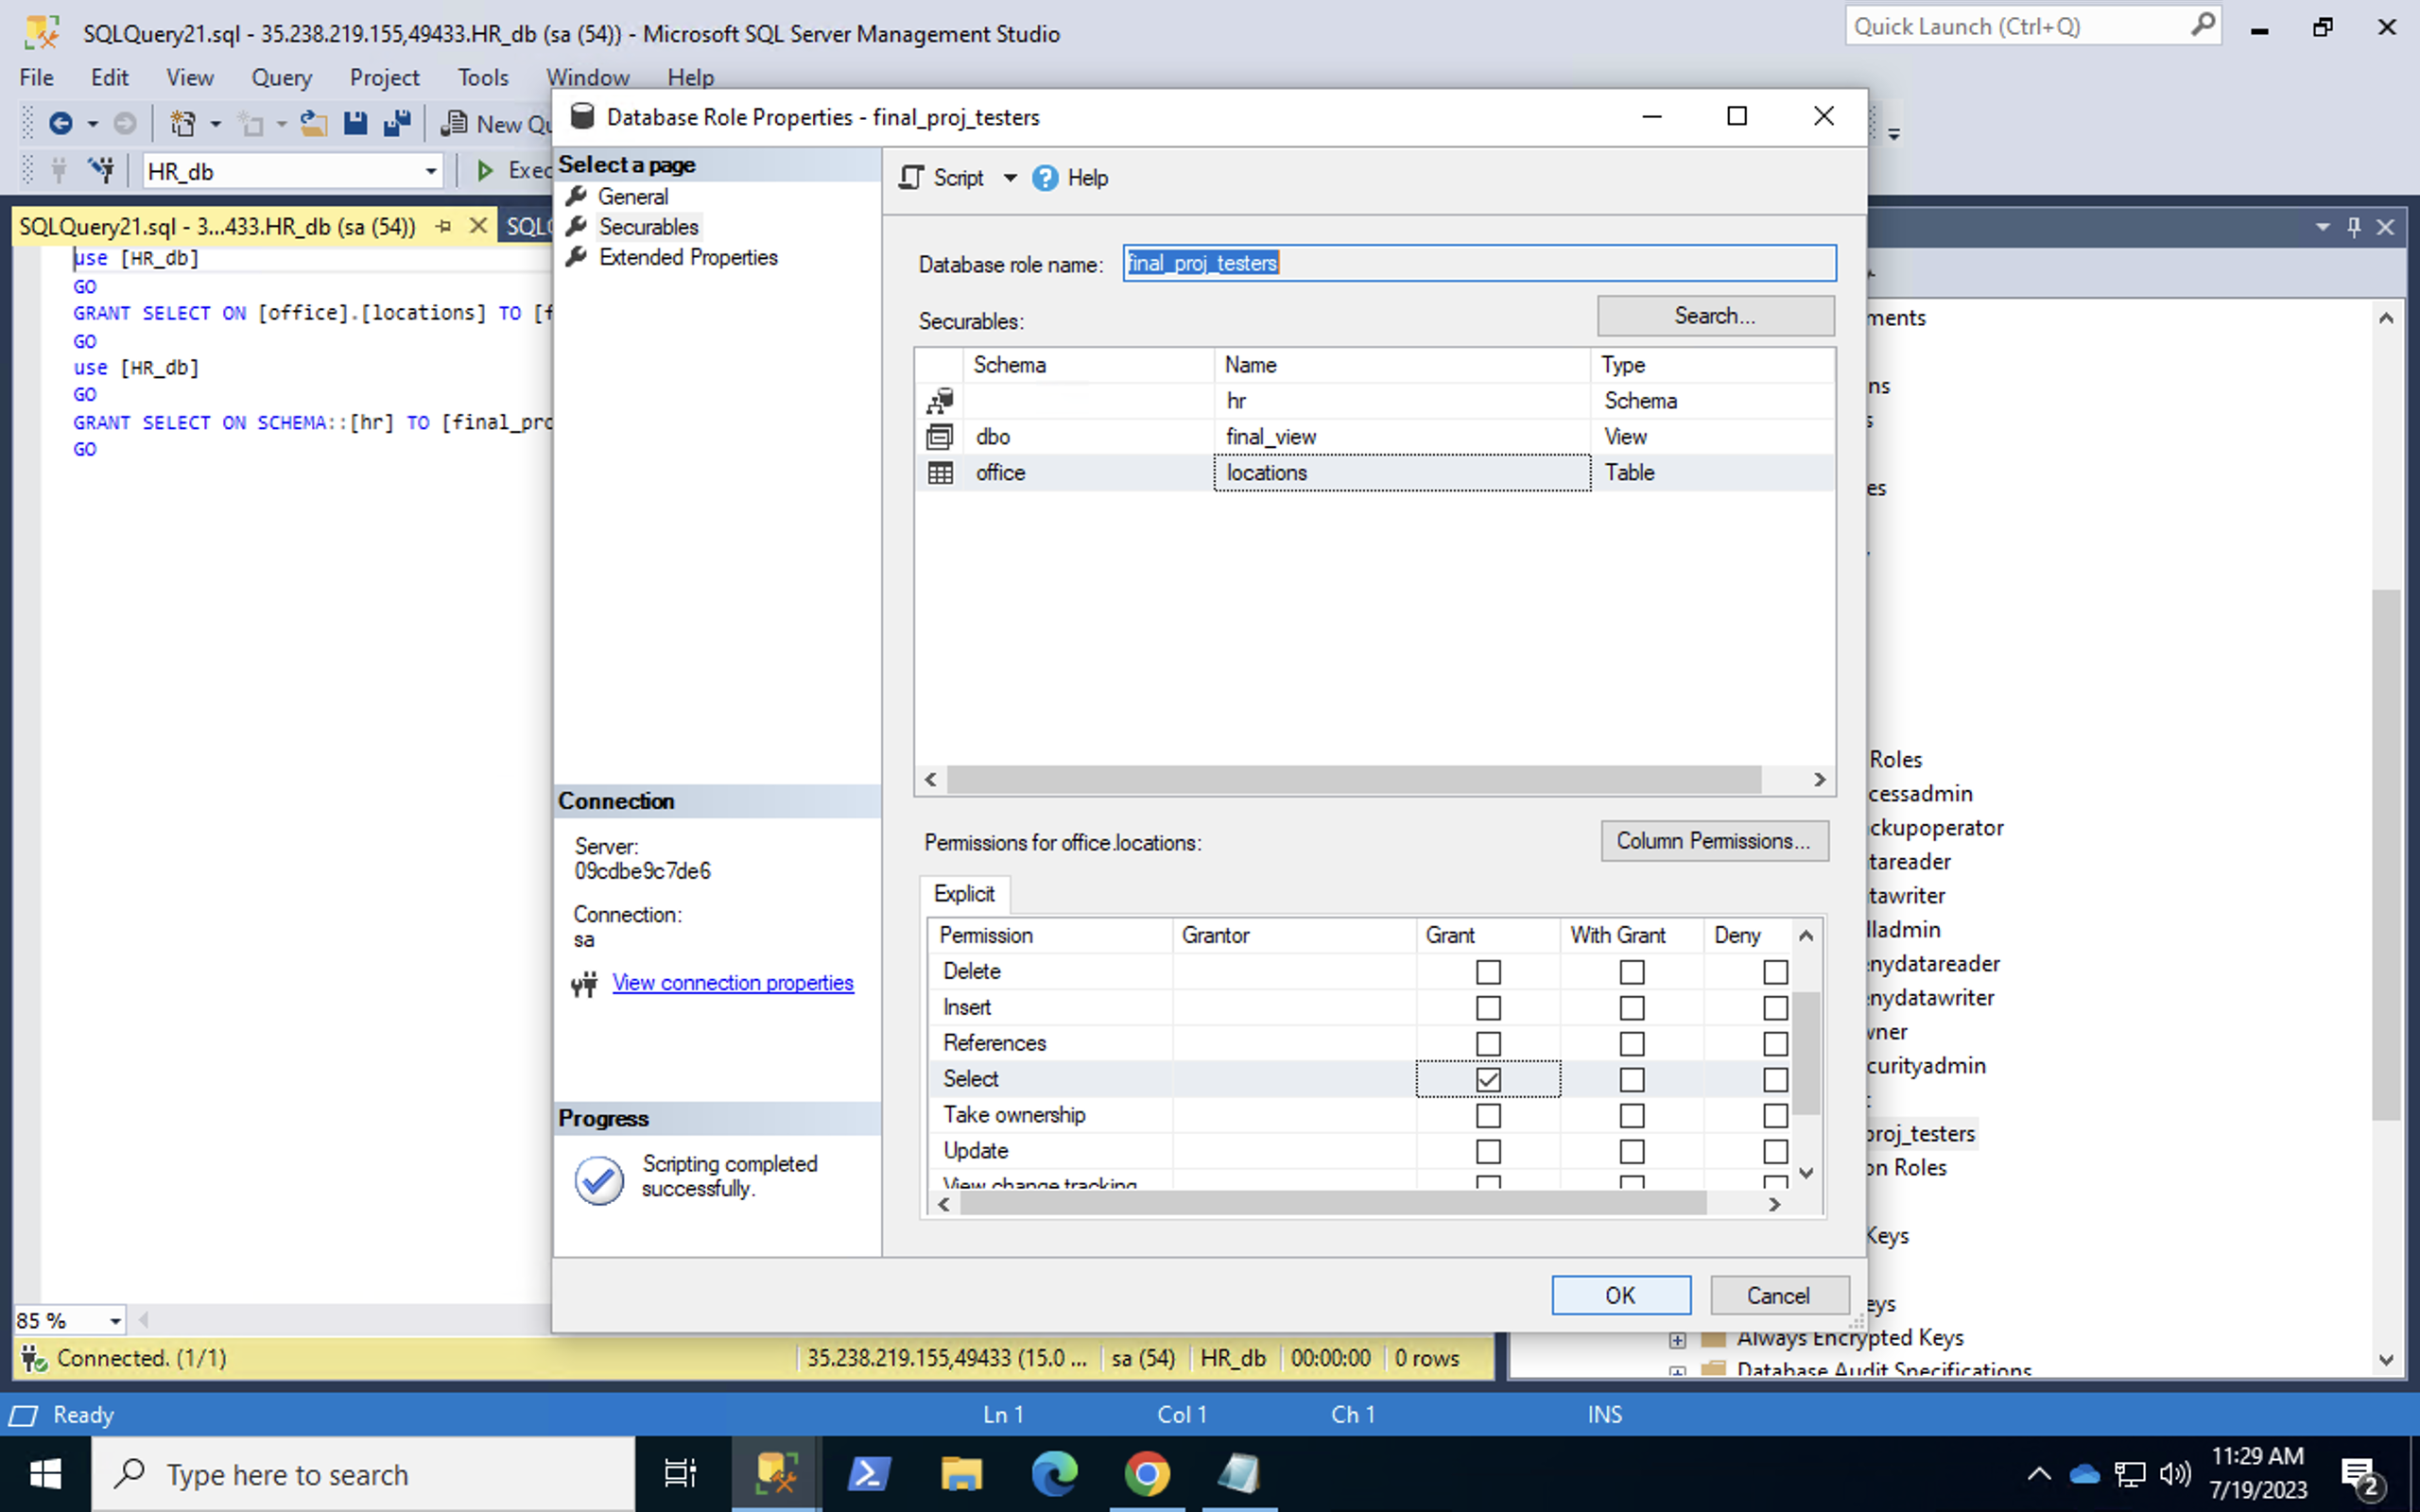 SQLQuery21.sql - 35.238.219.155,49433.HR_db (sa (54)) - Microsoft SQL Server Management Studio
Quick Launch (Ctrl+Q)
File Edit View Query Project Tools Window Help
New Qu
HR_db
Exec
SQLQuery21.sql - 3...433.HR_db (sa (54))
SQLQ
use [HR_db]
GO
GRANT SELECT ON [office].[locations] TO [f
GO
use [HR_db]
GO
GRANT SELECT ON SCHEMA::[hr] TO [final_pro
GO
85 %
Connected. (1/1)
35.238.219.155,49433 (15.0 ...
sa (54)
HR_db
00:00:00
0 rows
Database Role Properties - final_proj_testers
Select a page
General
Securables
Extended Properties
Connection
Server:
09cdbe9c7de6
Connection:
sa
View connection properties
Progress
Scripting completed
successfully.
Script
Help
Database role name: final_proj_testers
Securables:
Search...
Schema Name Type
hr Schema
dbo final_view View
office locations Table
Permissions for office.locations:
Column Permissions...
Explicit
Permission Grantor Grant With Grant Deny
Delete
Insert
References
Select
Take ownership
Update
View change tracking
OK
Cancel
ments
ns
es
Roles
cessadmin
ckupoperator
tareader
tawriter
lladmin
enydatareader
enydatawriter
wner
curityadmin
proj_testers
on Roles
Keys
eys
Always Encrypted Keys
Database Audit Specifications
Ready
Ln 1
Col 1
Ch 1
INS
Type here to search
11:29 AM
7/19/2023
2